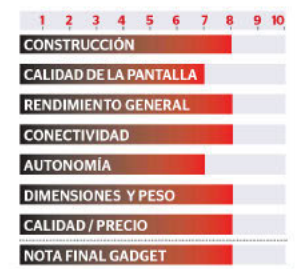 1 2 3 4 5 6 7 8 9 10
CONSTRUCCIÓN
CALIDAD DE LA PANTALLA
RENDIMIENTO GENERAL
CONECTIVIDAD
AUTONOMÍA
DIMENSIONES Y PESO
CALIDAD / PRECIO
NOTA FINAL GADGET